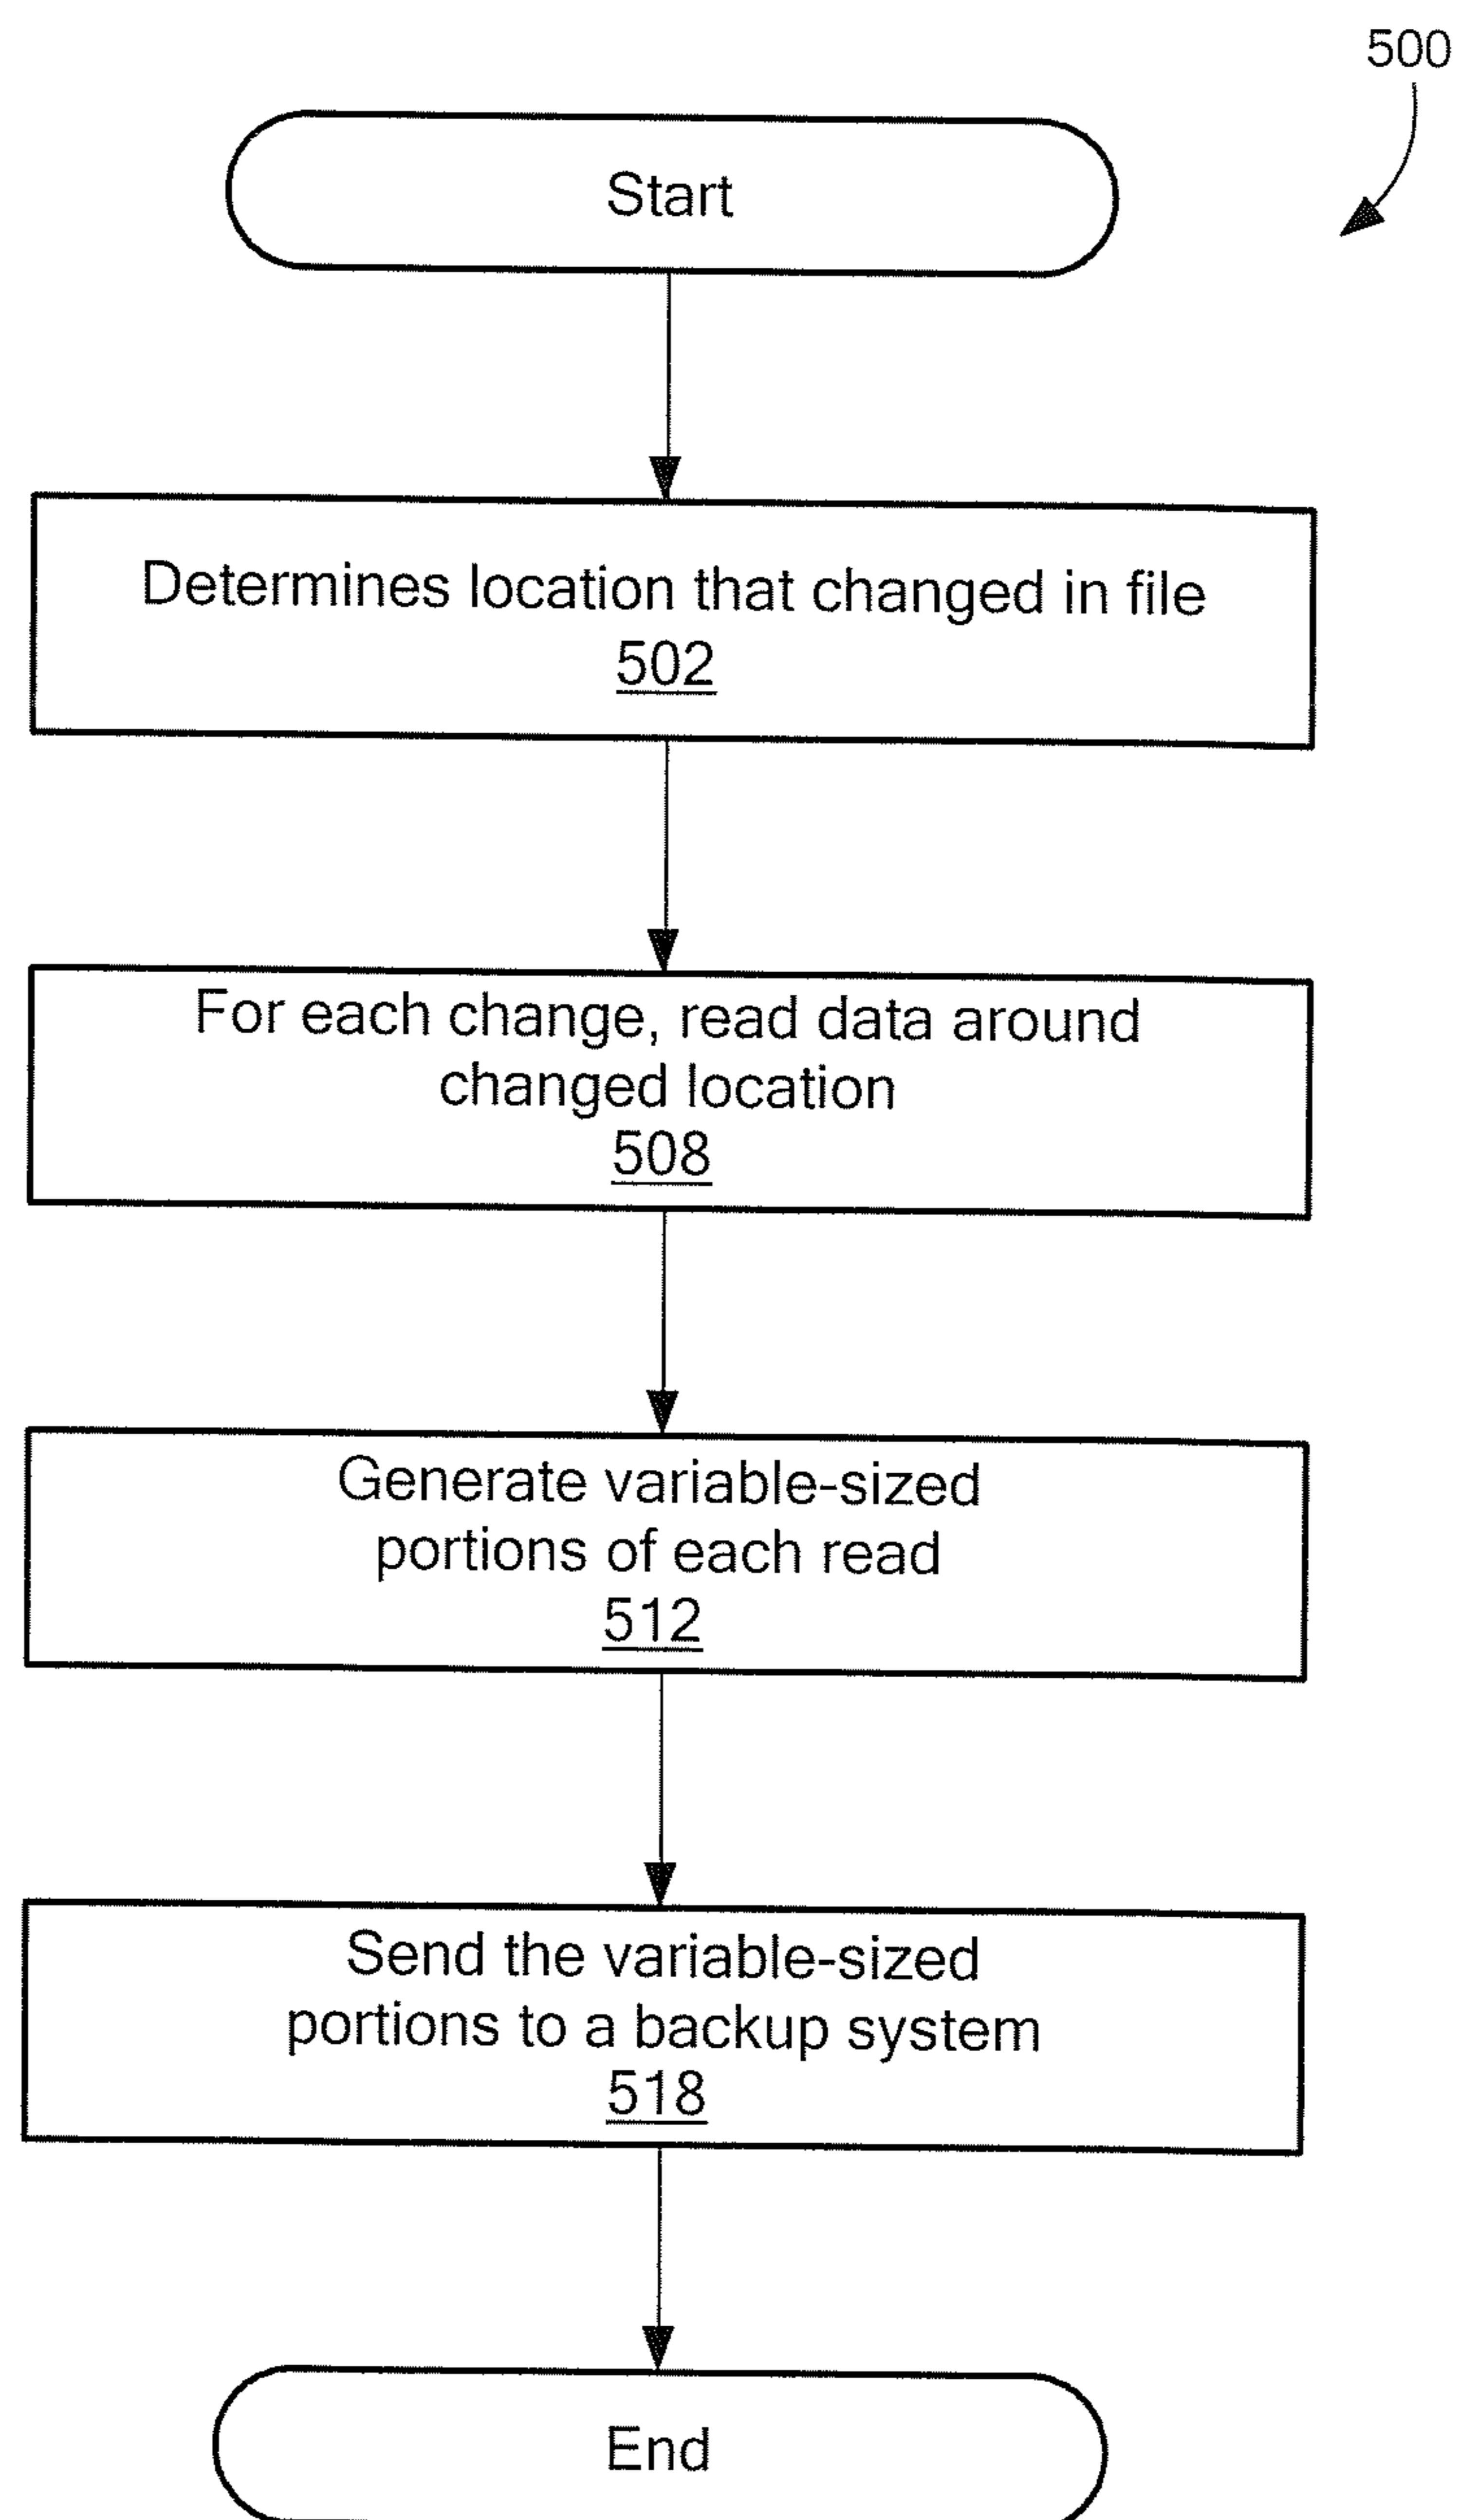 500
Start
Determines location that changed in file
502
For each change, read data around
changed location
508
Generate variable-sized
portions of each read
512
Send the variable-sized
portions to a backup system
518
End